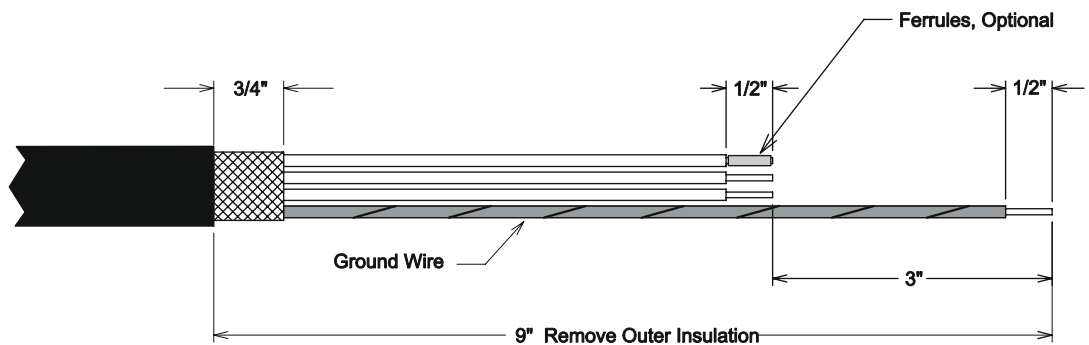 Ferrules, Optional
3/4"
1/2"
1/2"
Ground Wire
3"
9" Remove Outer Insulation